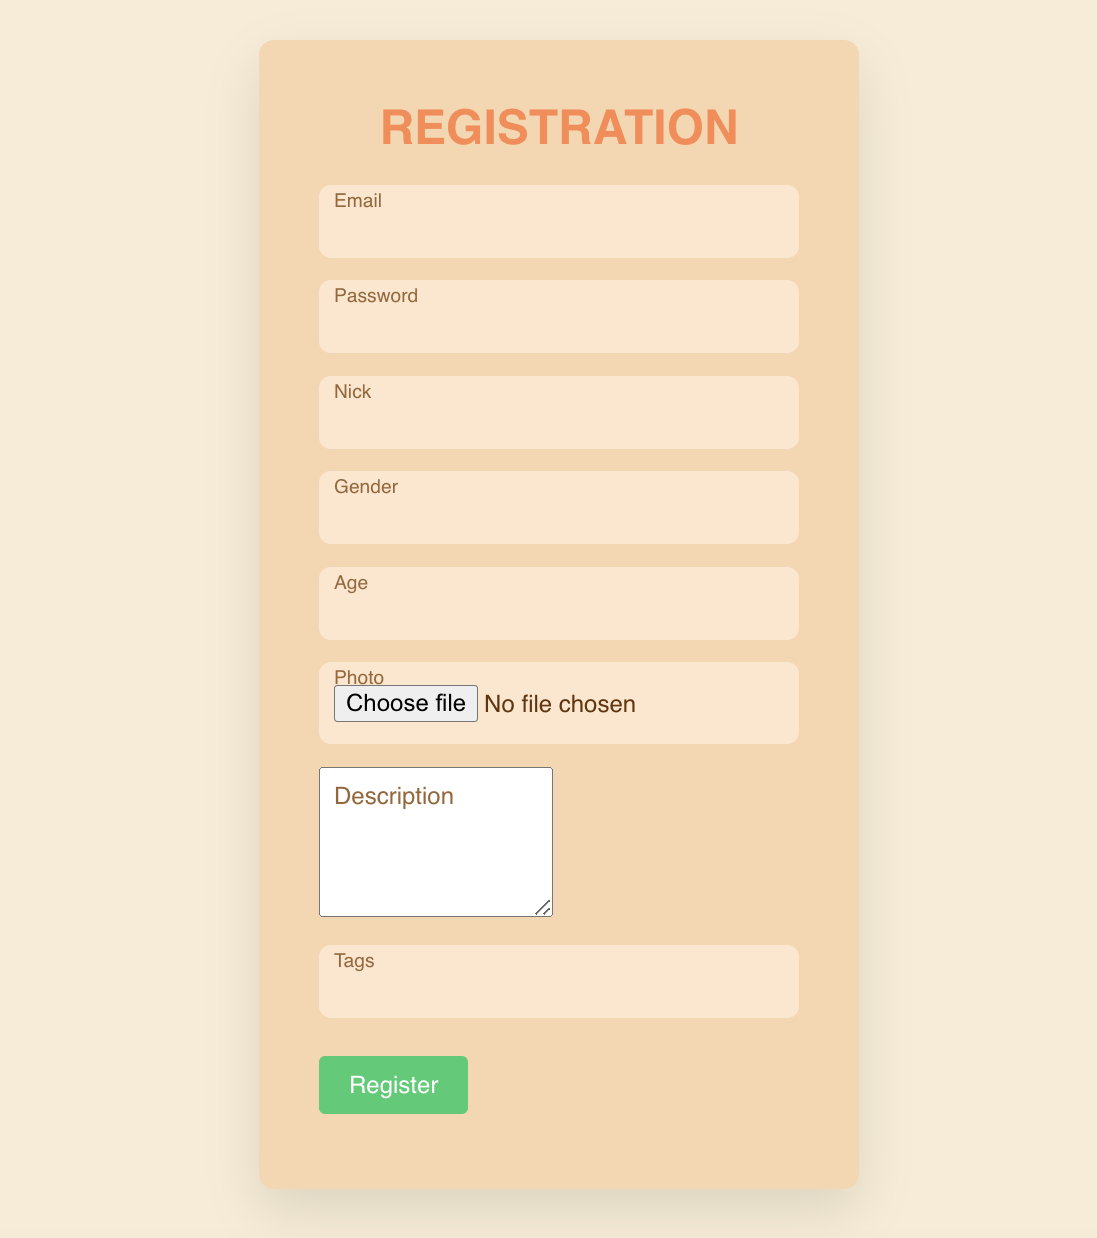 REGISTRATION
Email
Password
Nick
Gender
Age
Photo
Choose file No file chosen
Description
Tags
Register